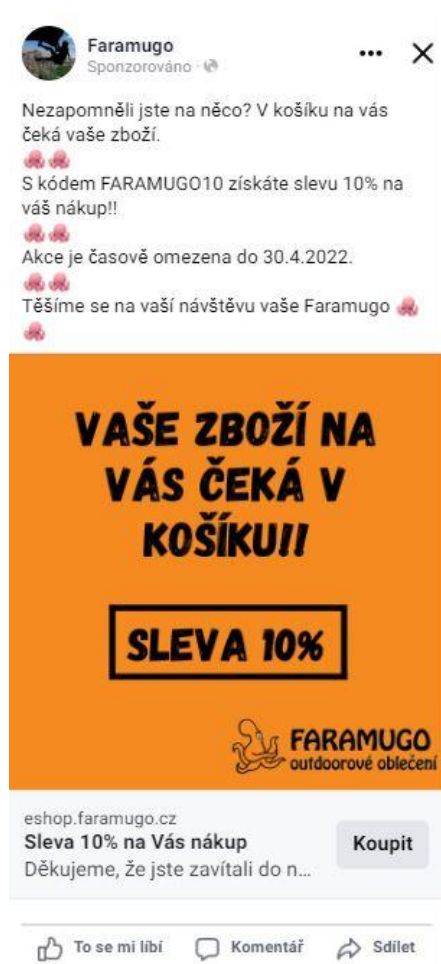 Faramugo
Sponzorováno ·
Nezapomněli jste na něco? V košíku na vás
čeká vaše zboží.
S kódem FARAMUGO10 získáte slevu 10% na
váš nákup!!
Akce je časově omezena do 30.4.2022.
Těšíme se na vaší návštěvu vaše Faramugo
VAŠE ZBOŽÍ NA
VÁS ČEKÁ V
KOŠÍKU!!
SLEVA 10%
FARAMUGO
outdoorové oblečení
eshop.faramugo.cz
Sleva 10% na Vás nákup
Děkujeme, že jste zavítali do n...
Koupit
To se mi líbí Komentář Sdílet